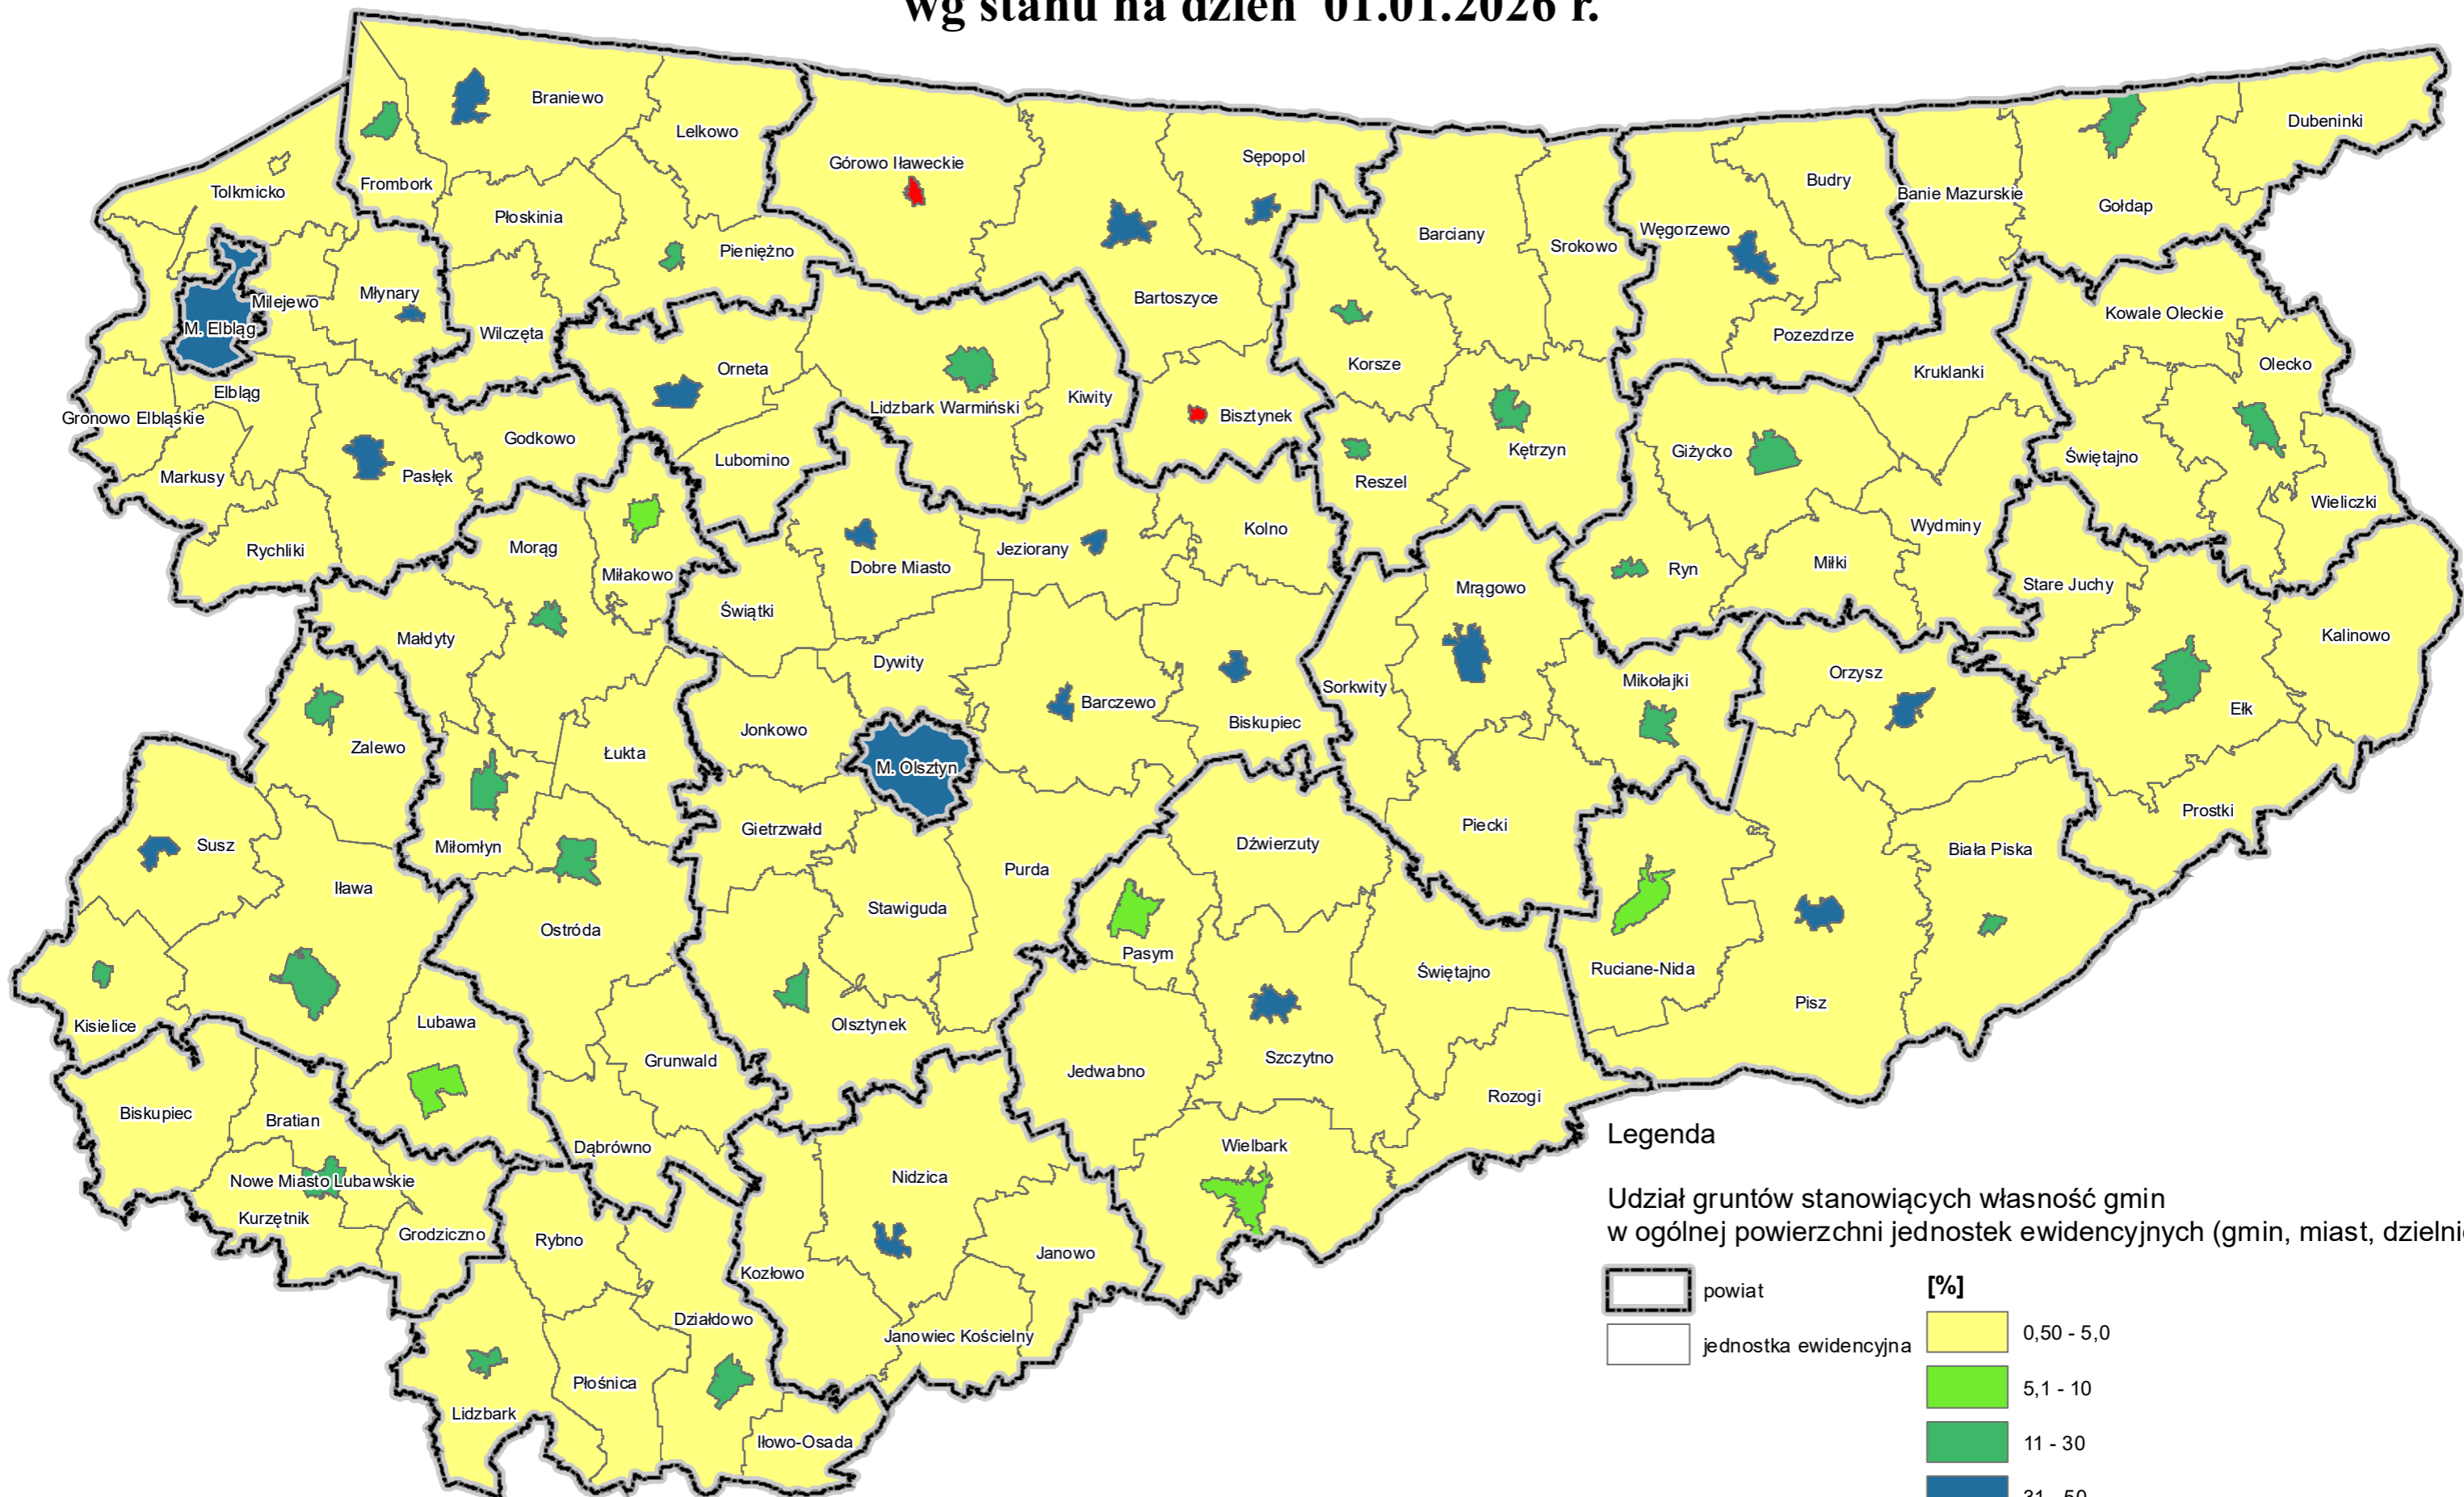 wg stanu na dzień 01.01.2026 r.
Braniewo
Lelkowo
Frombork
Tolkmicko
Płoskinia
Pieniężno
Górowo Iławeckie
Sępopol
Bartoszyce
Barciany
Srokowo
Węgorzewo
Budry
Banie Mazurskie
Gołdap
Dubeninki
Milejewo
Młynary
M. Elbląg
Wilczęta
Orneta
Lidzbark Warmiński
Kiwity
Bisztynek
Korsze
Kętrzyn
Reszel
Pozezdrze
Kruklanki
Kowale Oleckie
Olecko
Elbląg
Gronowo Elbląskie
Markusy
Pasłęk
Godkowo
Lubomino
Giżycko
Świętajno
Wieliczki
Rychliki
Morąg
Miłakowo
Dobre Miasto
Jeziorany
Kolno
Ryn
Miłki
Wydminy
Stare Juchy
Kalinowo
Małdyty
Świątki
Dywity
Mrągowo
Mikołajki
Sorkwity
Orzysz
Ełk
Zalewo
Łukta
Jonkowo
Barczewo
Biskupiec
M. Olsztyn
Susz
Iława
Miłomłyn
Gietrzwałd
Purda
Dźwierzuty
Piecki
Biała Piska
Prostki
Ostróda
Stawiguda
Pasym
Świętajno
Ruciane-Nida
Pisz
Kisielice
Lubawa
Olsztynek
Grunwald
Jedwabno
Szczytno
Rozogi
Biskupiec
Bratian
Dąbrówno
Wielbark
Nowe Miasto Lubawskie
Kurzętnik
Grodziczno
Rybno
Nidzica
Kozłowo
Janowo
Działdowo
Janowiec Kościelny
Płośnica
Lidzbark
Iłowo-Osada
Legenda
Udział gruntów stanowiących własność gmin
w ogólnej powierzchni jednostek ewidencyjnych (gmin, miast, dzielni
powiat
jednostka ewidencyjna
[%]
0,50 - 5,0
5,1 - 10
11 - 30
31 - 50